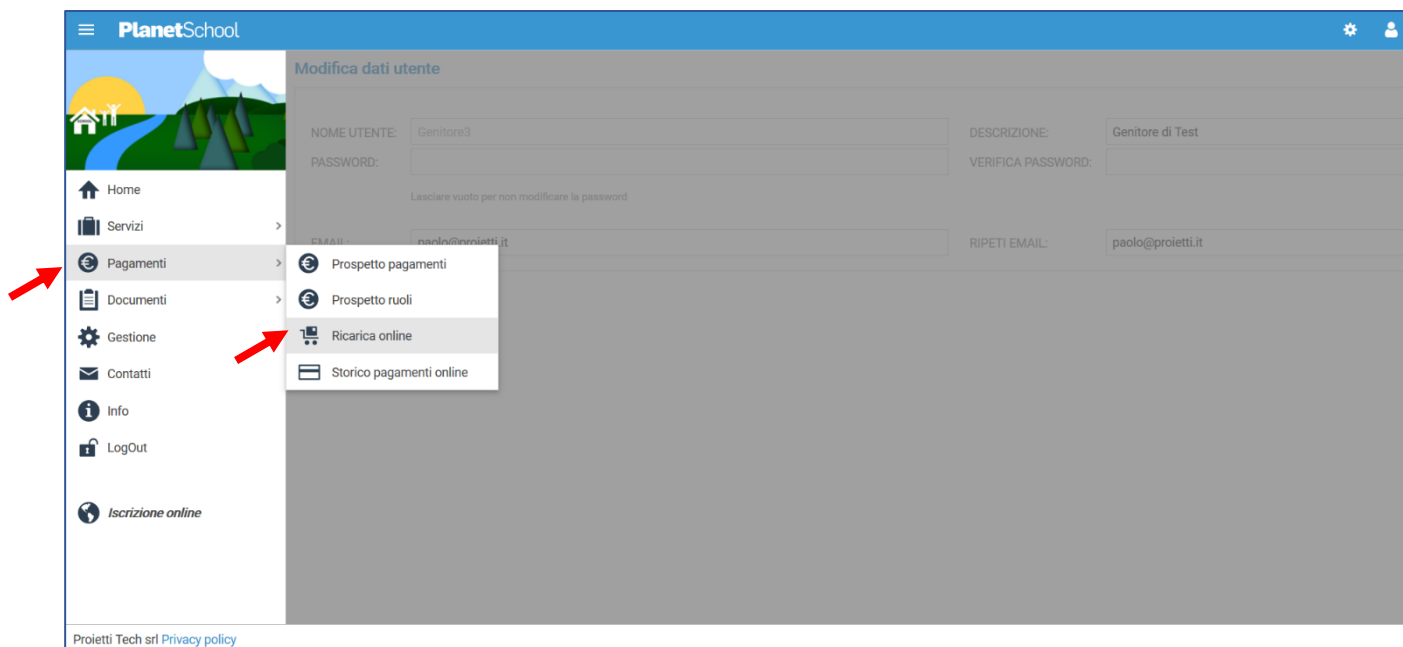 PlanetSchool
Modifica dati utente
NOME UTENTE: Genitore3 DESCRIZIONE: Genitore di Test
PASSWORD: VERIFICA PASSWORD:
Lasciare vuoto per non modificare la password
EMAIL: paolo@proietti.it RIPETI EMAIL: paolo@proietti.it
Home
Servizi
Pagamenti
Documenti
Gestione
Contatti
Info
LogOut
Iscrizione online
Prospetto pagamenti
Prospetto ruoli
Ricarica online
Storico pagamenti online
Proietti Tech srl Privacy policy